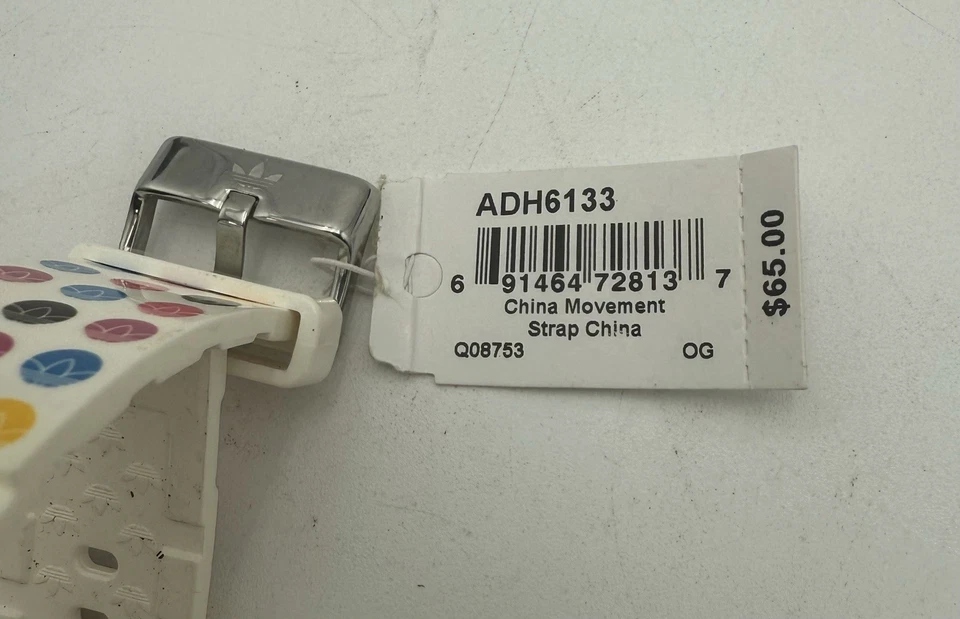 ADH6133
6 91464 72813 7
China Movement
Strap China
Q08753 OG
$65.00